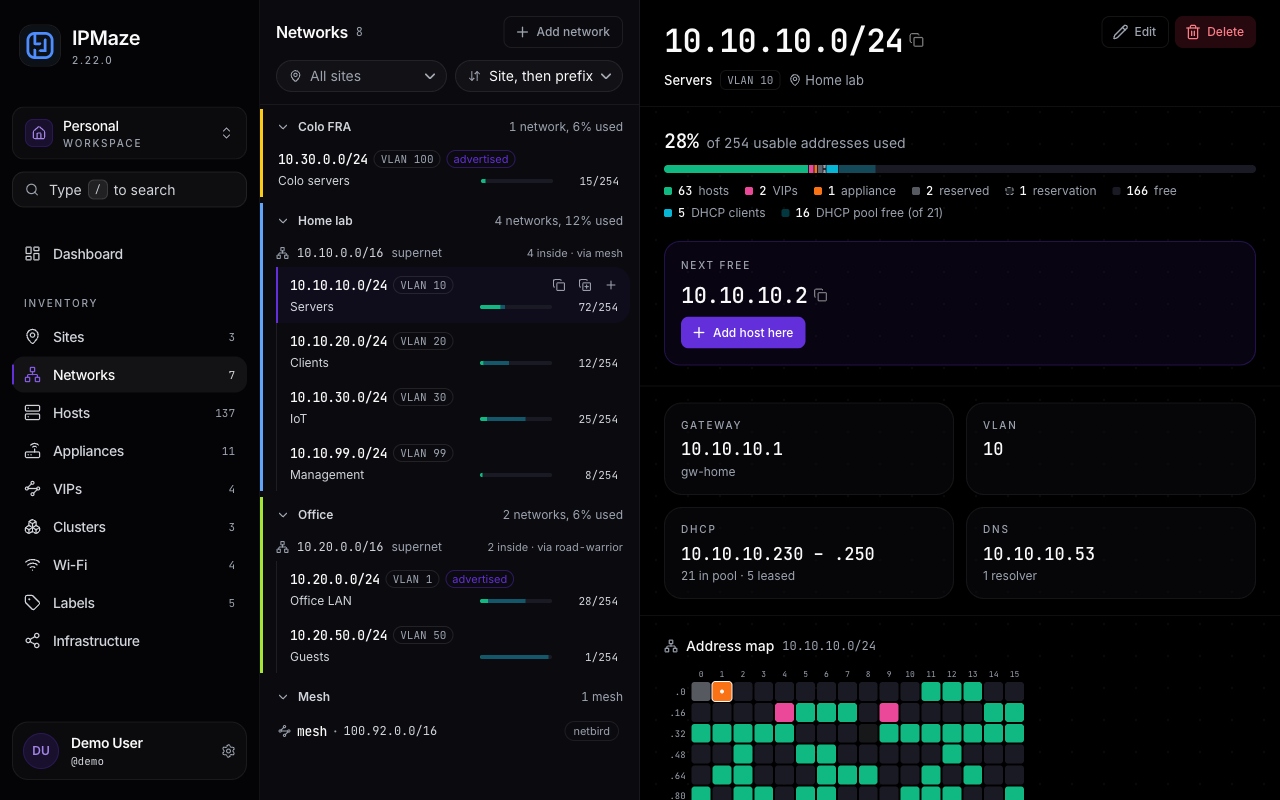 IPMaze
2.22.0
Personal
WORKSPACE
Type / to search
Dashboard
INVENTORY
Sites 3
Networks 7
Hosts 137
Appliances 11
VIPs 4
Clusters 3
Wi-Fi 4
Labels 5
Infrastructure
DU
Demo User
@demo
Networks 8
Add network
All sites
Site, then prefix
Colo FRA 1 network, 6% used
10.30.0.0/24 VLAN 100 advertised
Colo servers 15/254
Home lab 4 networks, 12% used
10.10.0.0/16 supernet 4 inside · via mesh
10.10.10.0/24 VLAN 10
Servers 72/254
10.10.20.0/24 VLAN 20
Clients 12/254
10.10.30.0/24 VLAN 30
IoT 25/254
10.10.99.0/24 VLAN 99
Management 8/254
Office 2 networks, 6% used
10.20.0.0/16 supernet 2 inside · via road-warrior
10.20.0.0/24 VLAN 1 advertised
Office LAN 28/254
10.20.50.0/24 VLAN 50
Guests 1/254
Mesh 1 mesh
mesh · 100.92.0.0/16 netbird
10.10.10.0/24
Edit
Delete
Servers VLAN 10 Home lab
28% of 254 usable addresses used
63 hosts 2 VIPs 1 appliance 2 reserved 1 reservation 166 free
5 DHCP clients 16 DHCP pool free (of 21)
NEXT FREE
10.10.10.2
Add host here
GATEWAY
10.10.10.1
gw-home
VLAN
10
DHCP
10.10.10.230 – .250
21 in pool · 5 leased
DNS
10.10.10.53
1 resolver
Address map 10.10.10.0/24
0 1 2 3 4 5 6 7 8 9 10 11 12 13 14 15
.0
.16
.32
.48
.64
.80